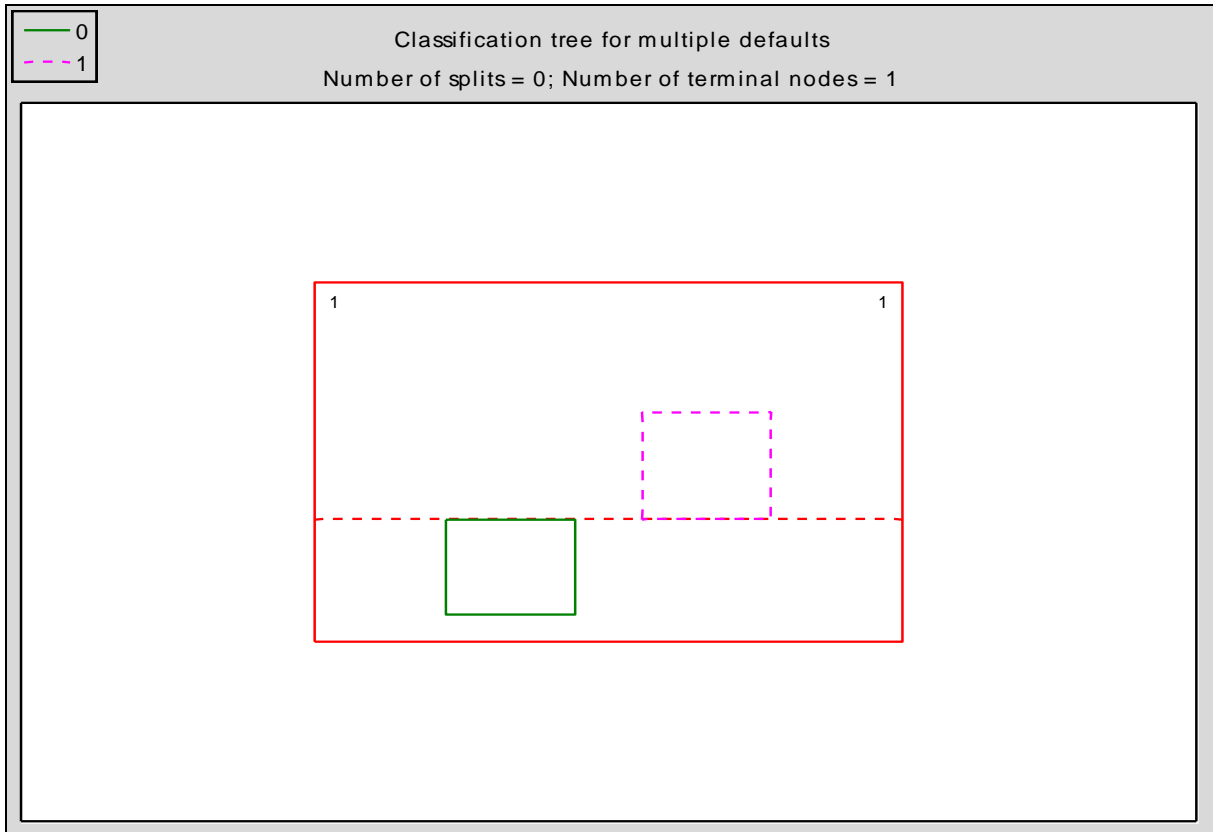 0
1
Classification tree for multiple defaults
Number of splits = 0; Number of terminal nodes = 1
1 1